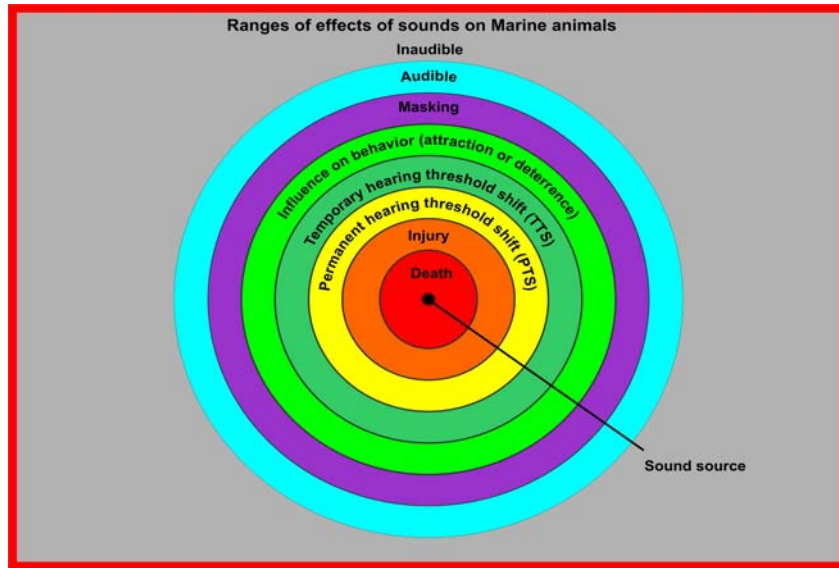 Ranges of effects of sounds on Marine animals
Inaudible
Audible
Masking
Influence on behavior (attraction or deterrence)
Temporary hearing threshold shift (TTS)
Permanent hearing threshold shift (PTS)
Injury
Death
Sound source